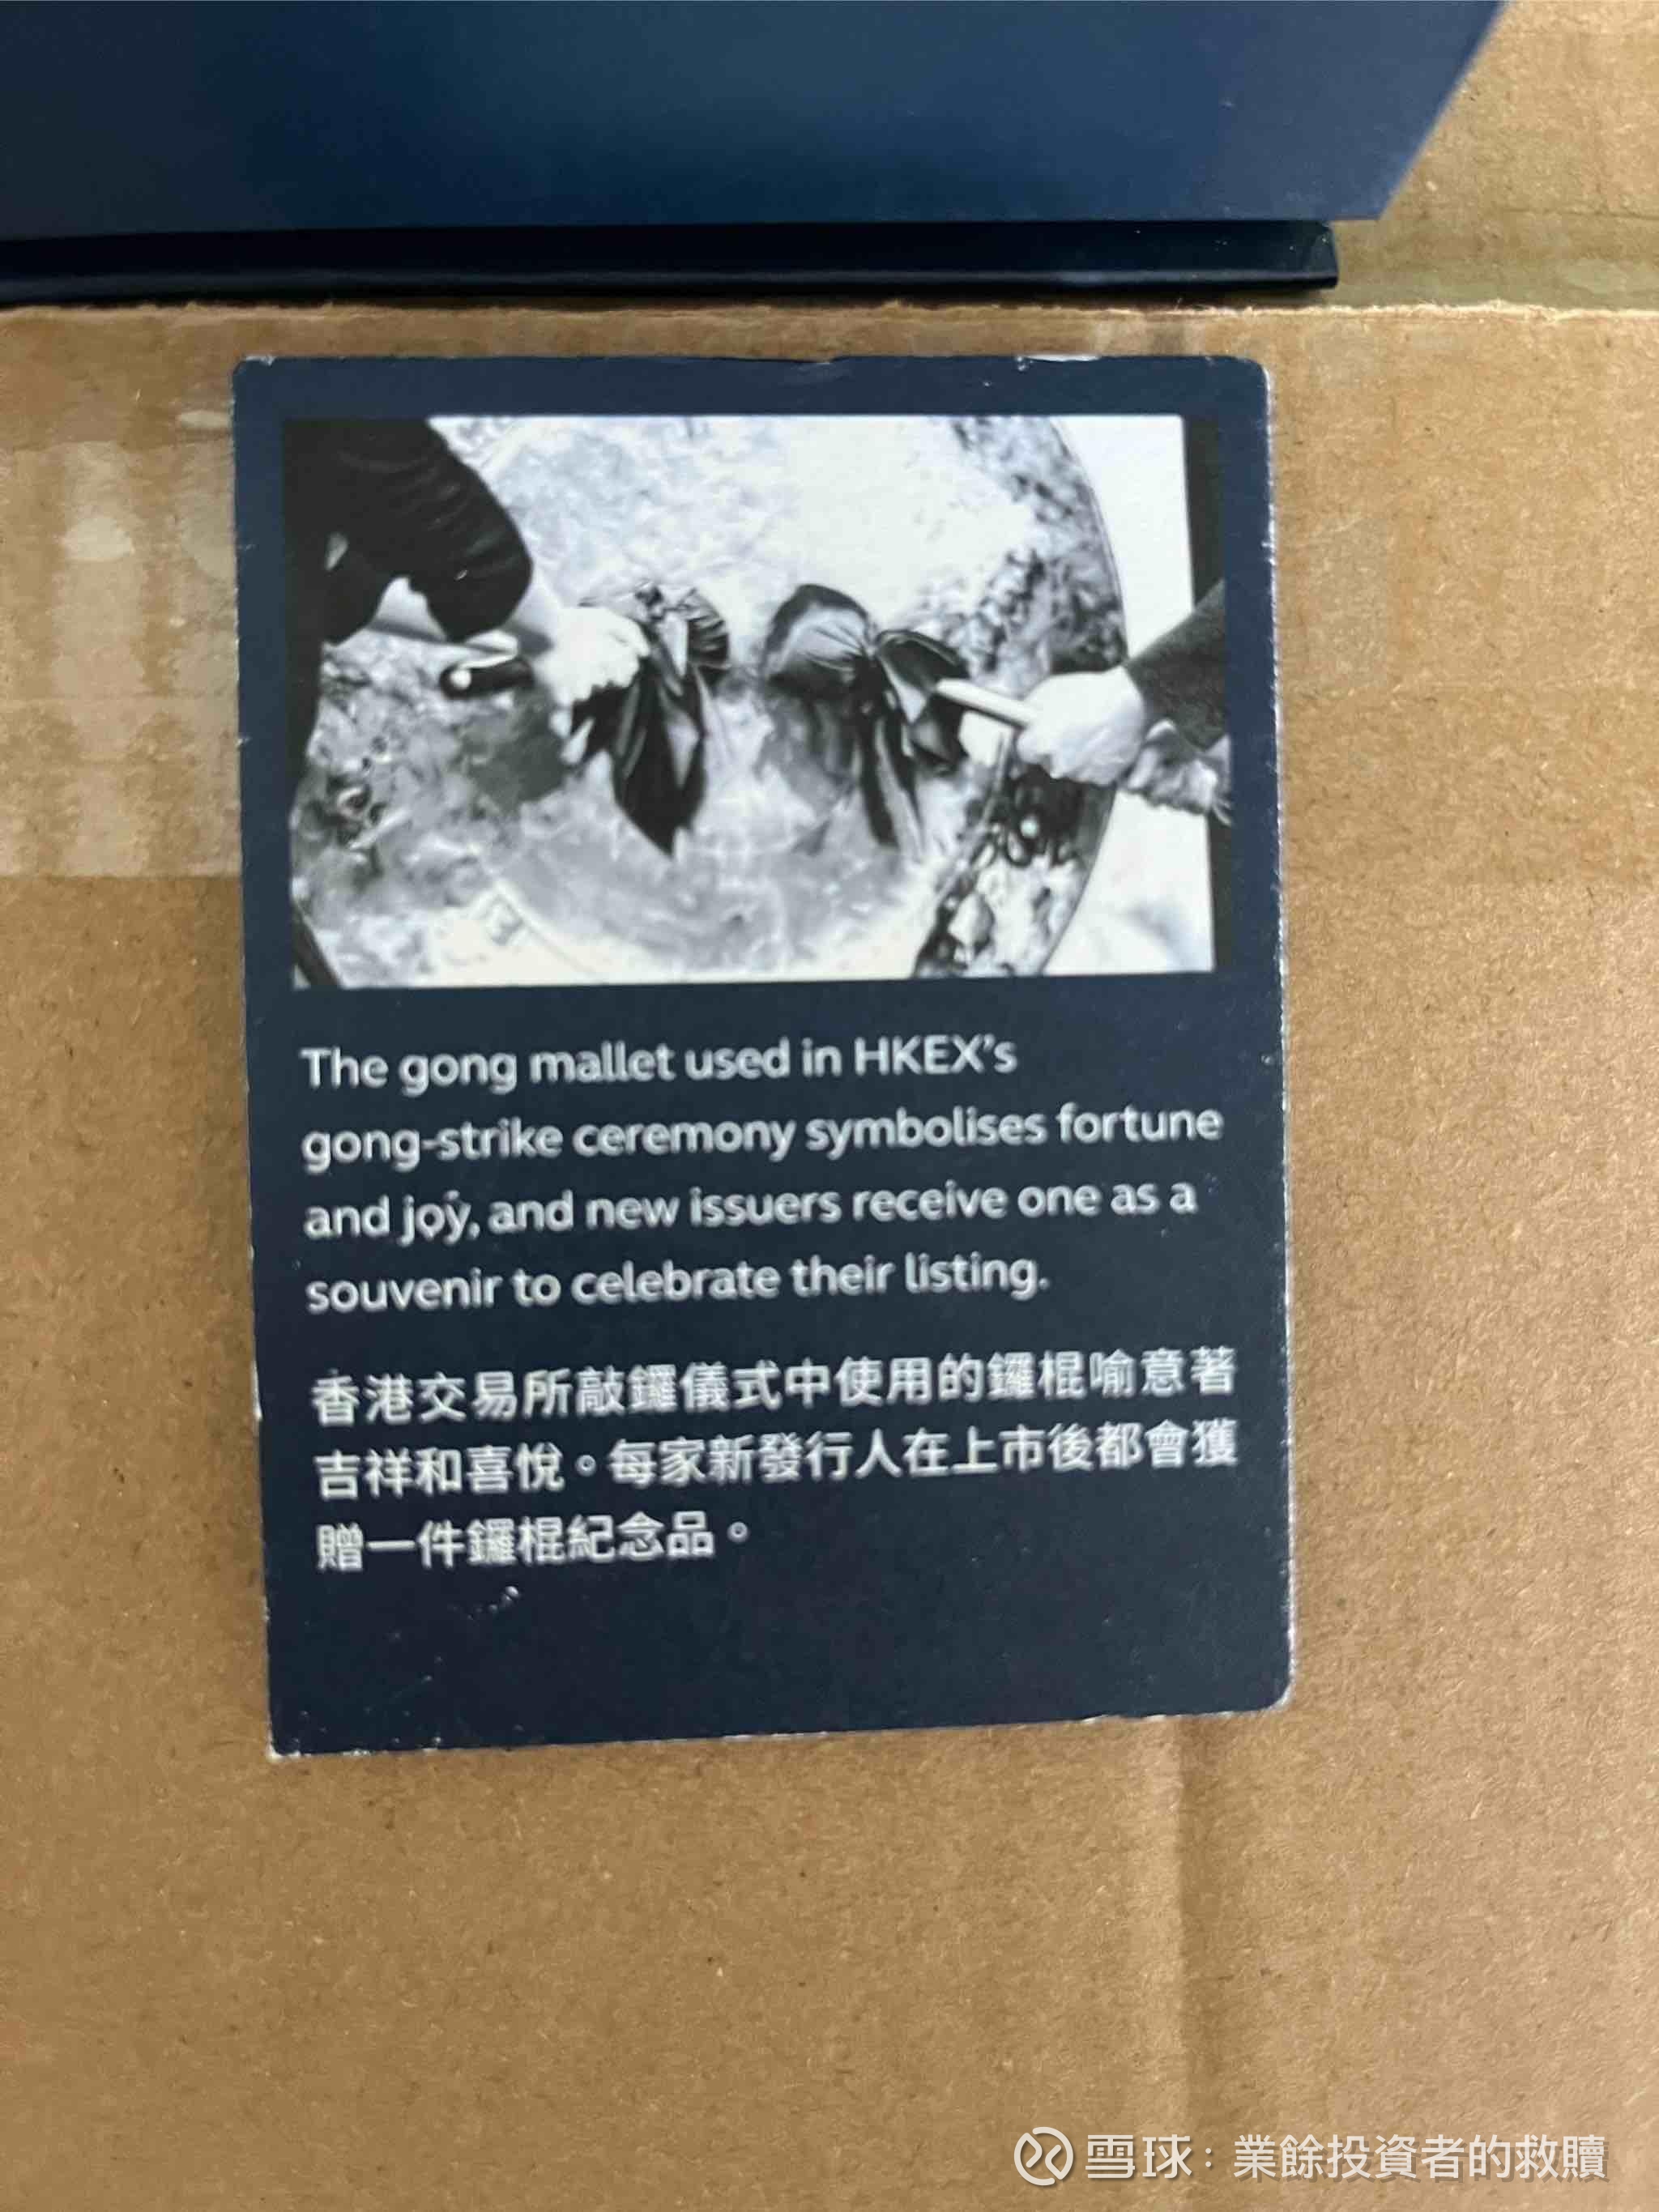 The gong mallet used in HKEX's
gong-strike ceremony symbolises fortune
and joy, and new issuers receive one as a
souvenir to celebrate their listing.
香港交易所敲鑼儀式中使用的鑼棍喻意著
吉祥和喜悅。每家新發行人在上市後都會獲
贈一件鑼棍紀念品。
雪球：業餘投資者的救贖